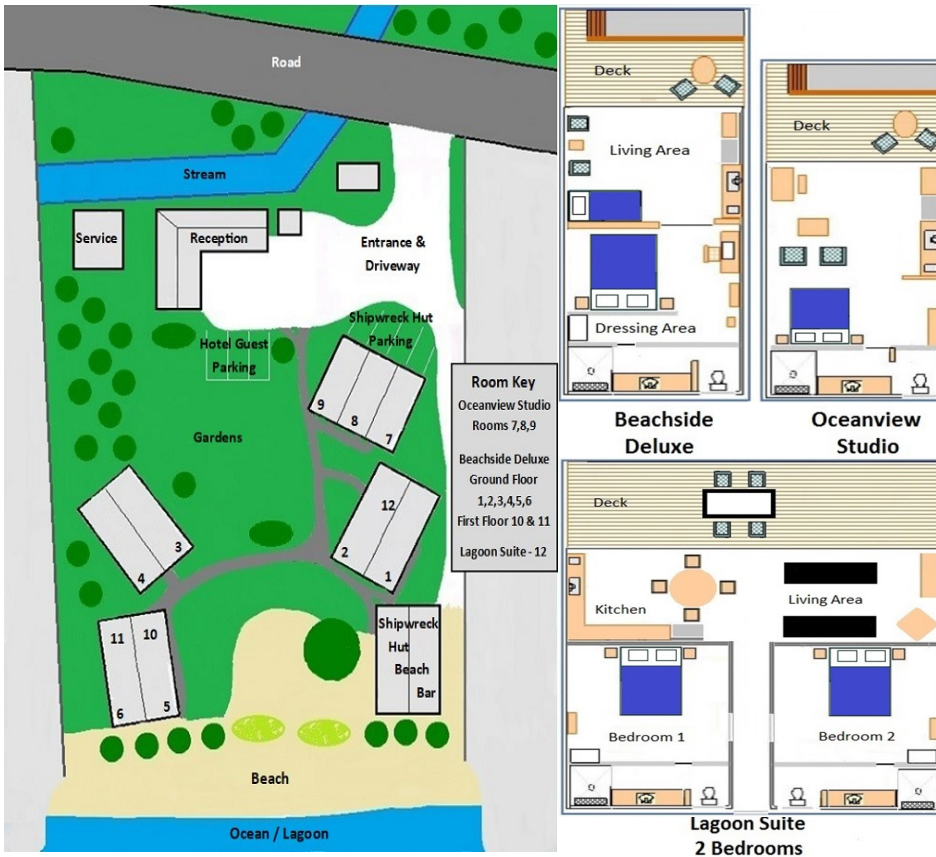 Road
Stream
Service
Reception
Entrance &
Driveway
Shipwreck Hut
Parking
Hotel Guest
Parking
9
8
7
Gardens
12
3
4
2
1
11
10
6
5
Shipwreck
Hut
Beach
Bar
Beach
Ocean / Lagoon
Room Key
Oceanview Studio
Rooms 7,8,9
Beachside Deluxe
Ground Floor
1,2,3,4,5,6
First Floor 10 & 11
Lagoon Suite - 12
Deck
Living Area
Dressing Area
Beachside
Deluxe
Deck
Oceanview
Studio
Deck
Kitchen
Living Area
Bedroom 1
Bedroom 2
Lagoon Suite
2 Bedrooms